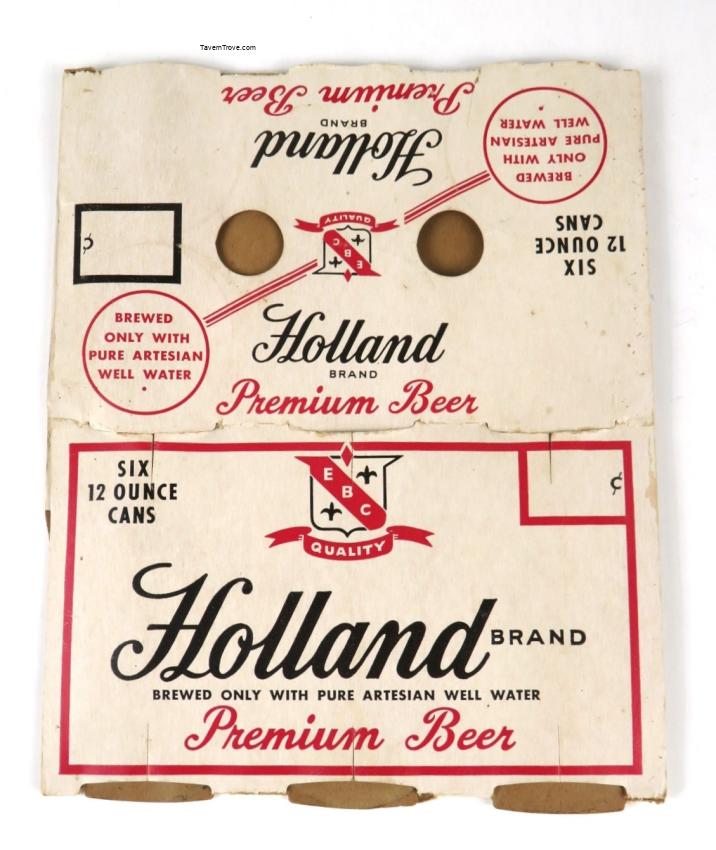 TavernTrove.com
Premium Beer
Holland
BRAND
BREWED
ONLY WITH
PURE ARTESIAN
WELL WATER
SIX
12 OUNCE
CANS
¢
QUALITY
E B C
BREWED
ONLY WITH
PURE ARTESIAN
WELL WATER
Holland
BRAND
Premium Beer
SIX
12 OUNCE
CANS
¢
E B C
QUALITY
Holland BRAND
BREWED ONLY WITH PURE ARTESIAN WELL WATER
Premium Beer